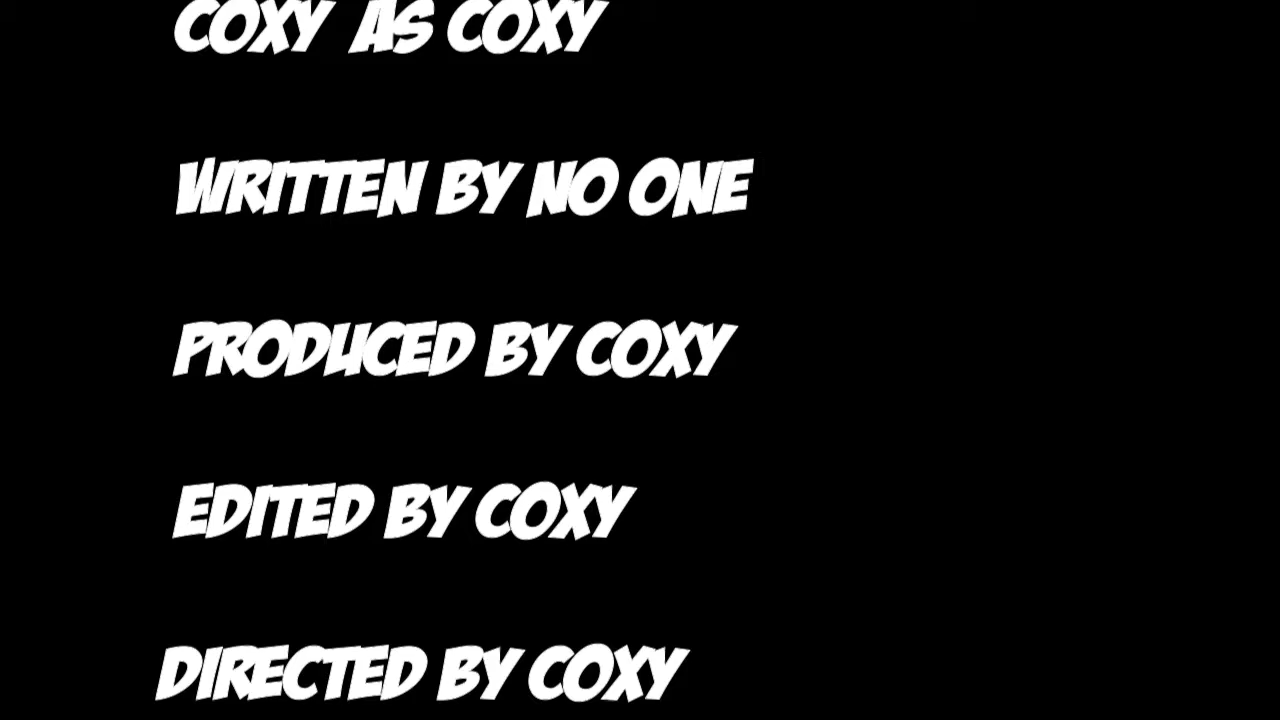 COXY AS COXY
WRITTEN BY NO ONE
PRODUCED BY COXY
EDITED BY COXY
DIRECTED BY COXY